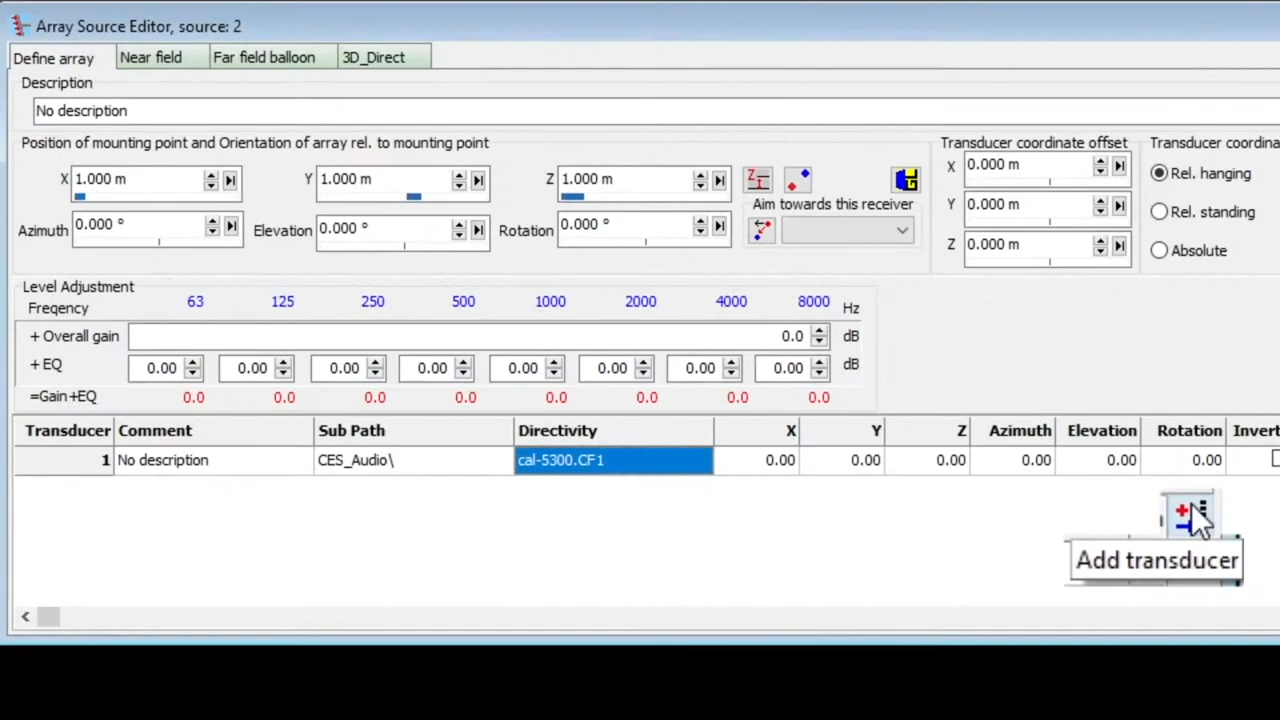 Array Source Editor, source: 2
Define array Near field Far field balloon 3D_Direct
Description
No description
Position of mounting point and Orientation of array rel. to mounting point Transducer coordinate offset Transducer coordina
X 1.000 m Y 1.000 m Z 1.000 m X 0.000 m Rel. hanging
Aim towards this receiver Y 0.000 m Rel. standing
Azimuth 0.000 ° Elevation 0.000 ° Rotation 0.000 ° Z 0.000 m Absolute
Level Adjustment
Freqency 63 125 250 500 1000 2000 4000 8000 Hz
+ Overall gain 0.0 dB
+ EQ 0.00 0.00 0.00 0.00 0.00 0.00 0.00 0.00 dB
=Gain+EQ 0.0 0.0 0.0 0.0 0.0 0.0 0.0 0.0
Transducer Comment Sub Path Directivity X Y Z Azimuth Elevation Rotation Invert
1 No description CES_Audio\ cal-5300.CF1 0.00 0.00 0.00 0.00 0.00 0.00
Add transducer